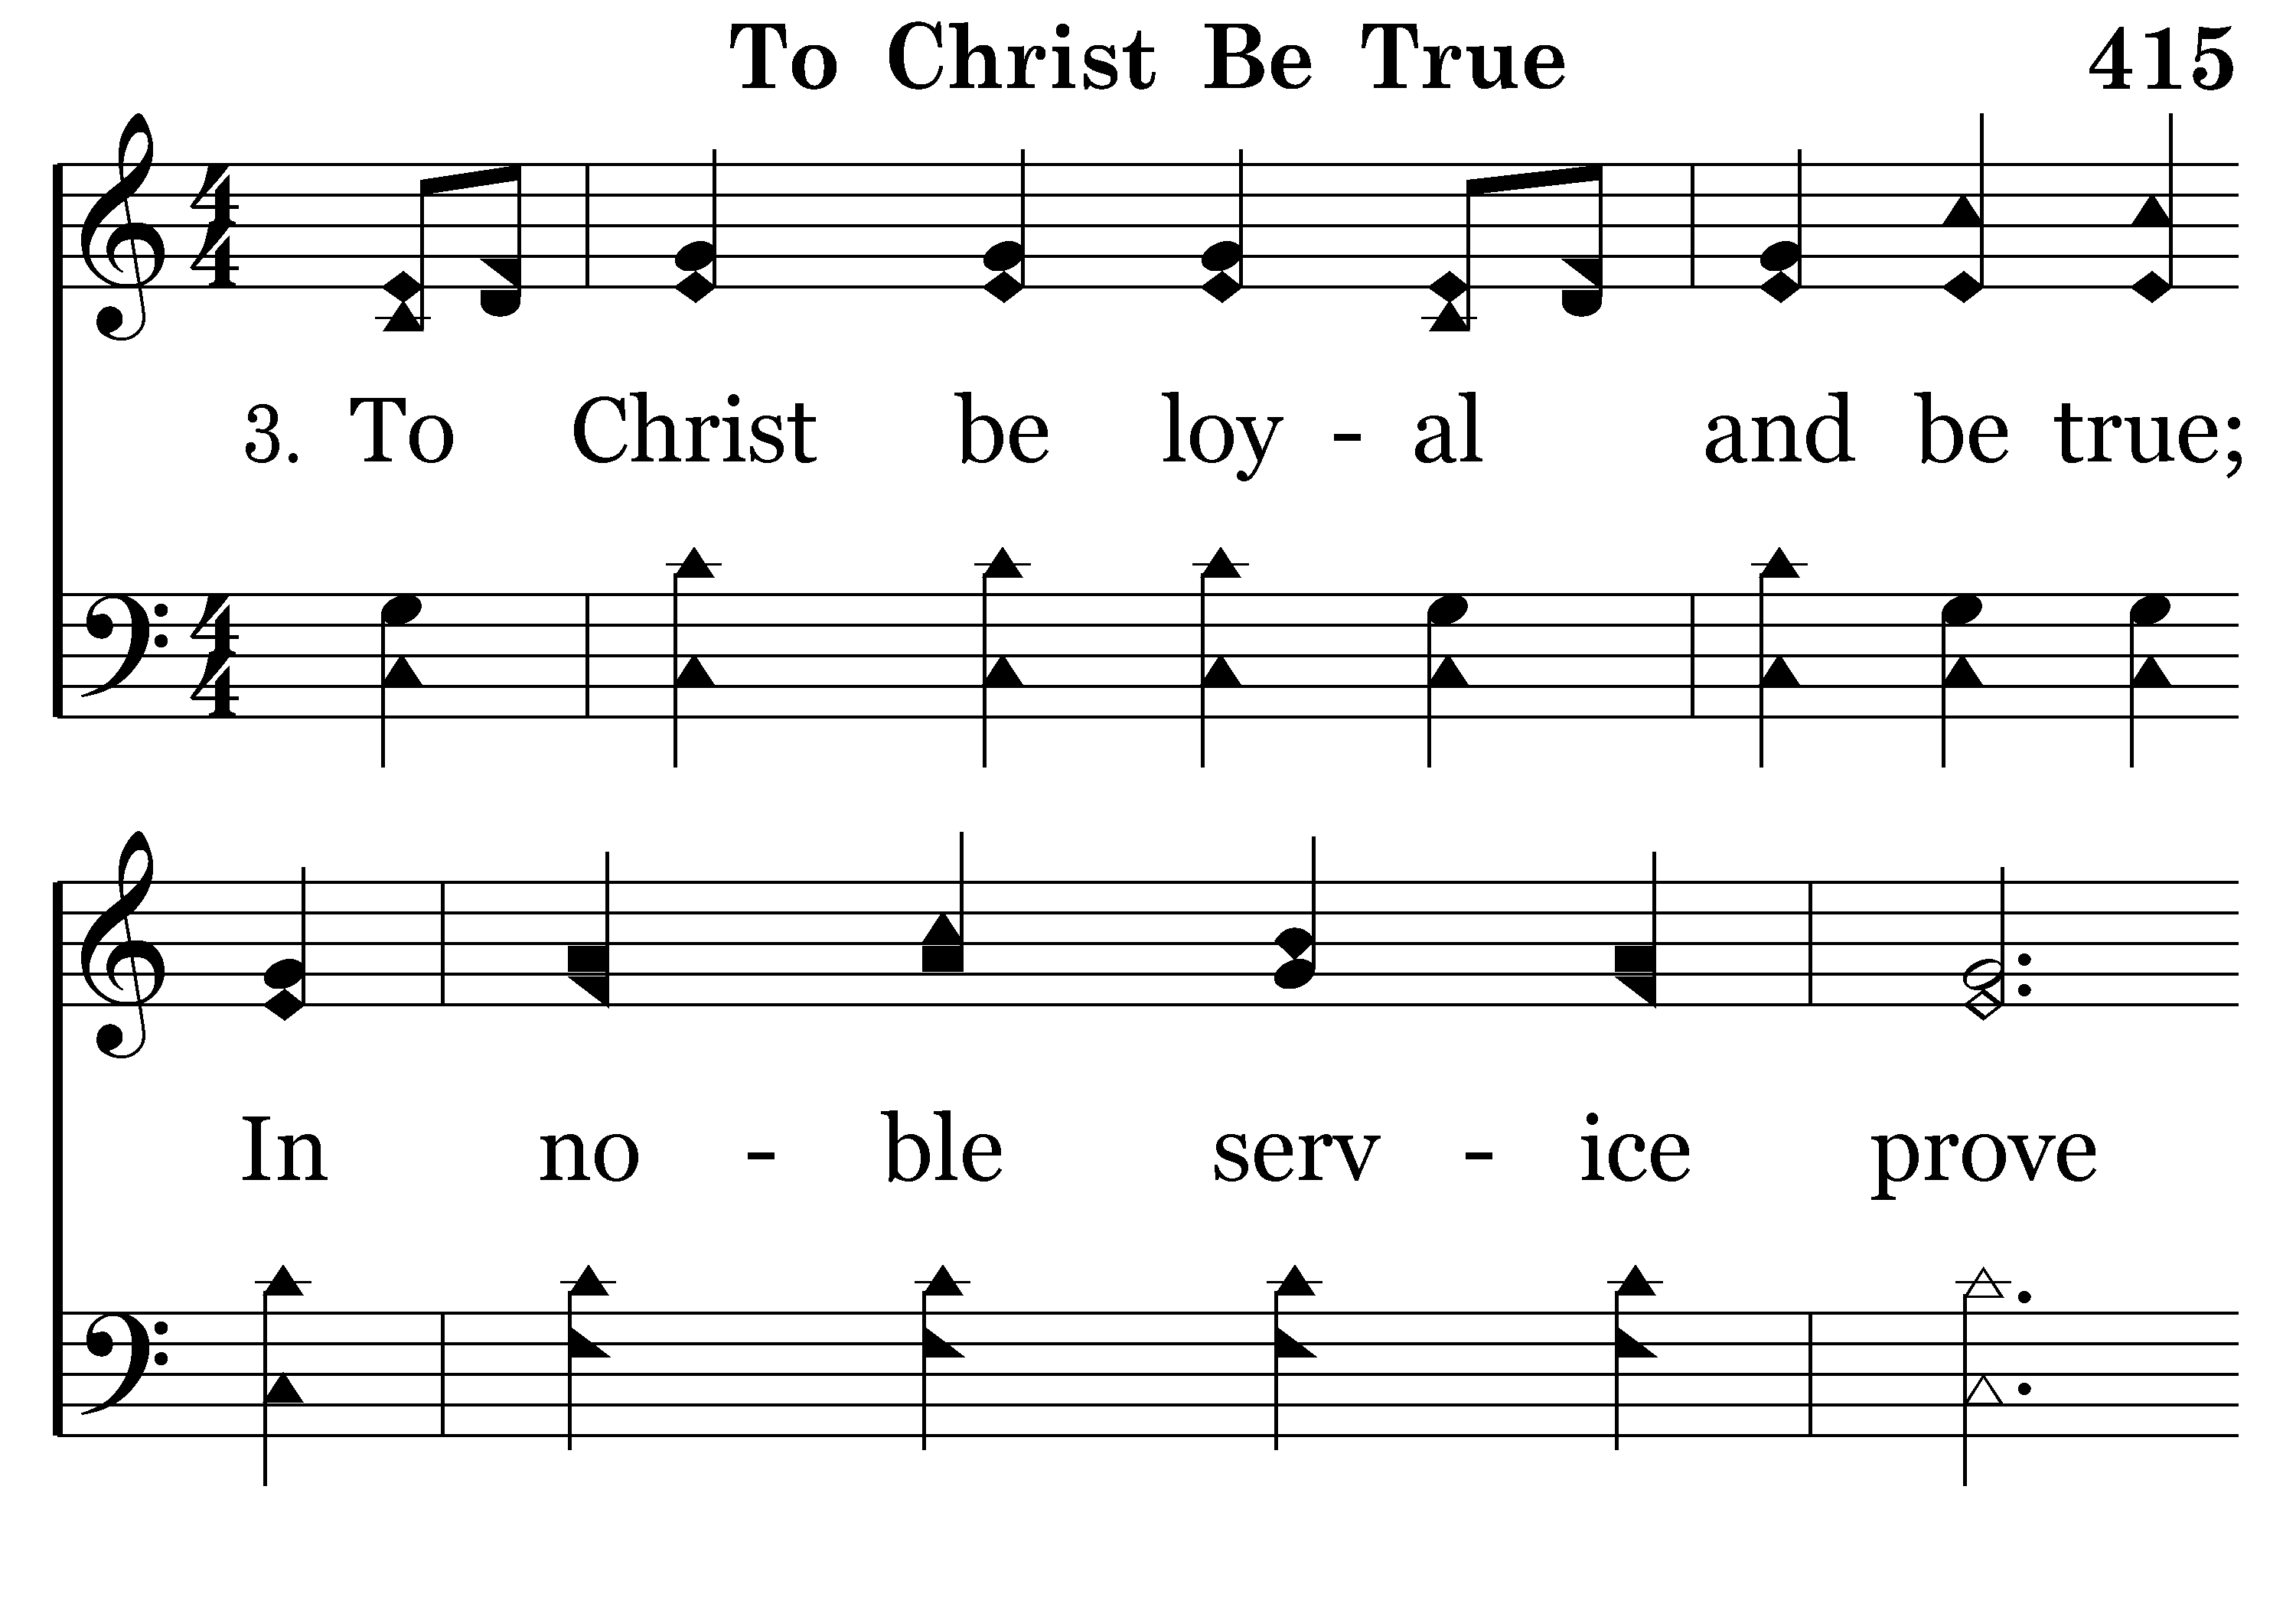 To Christ Be True 415
3. To Christ be loy - al and be true;
In no - ble serv - ice prove